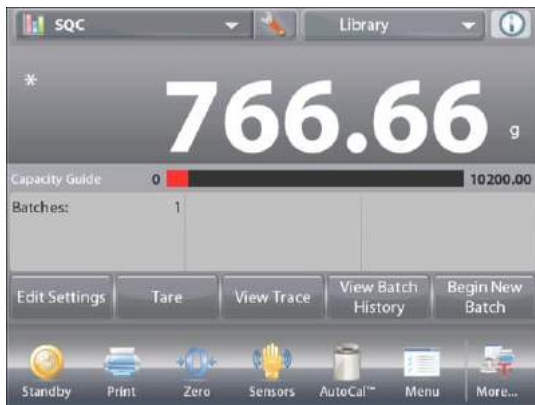 SQC Library
*
766.66 g
Capacity Guide 0 10200.00
Batches: 1
Edit Settings Tare View Trace View Batch History Begin New Batch
Standby Print Zero Sensors AutoCal™ Menu More...